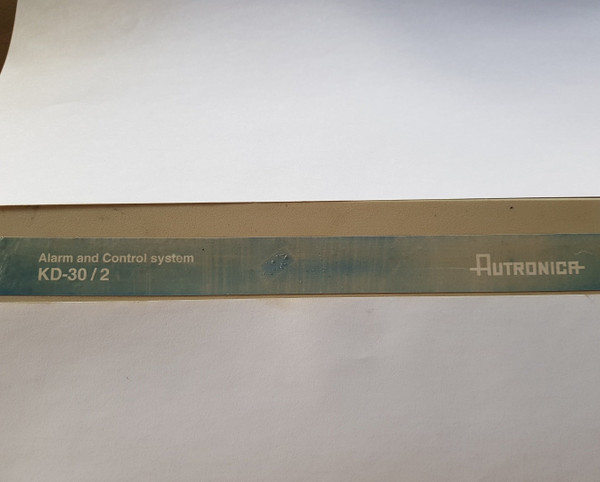 Alarm and Control system
KD-30 / 2
AUTRONICA